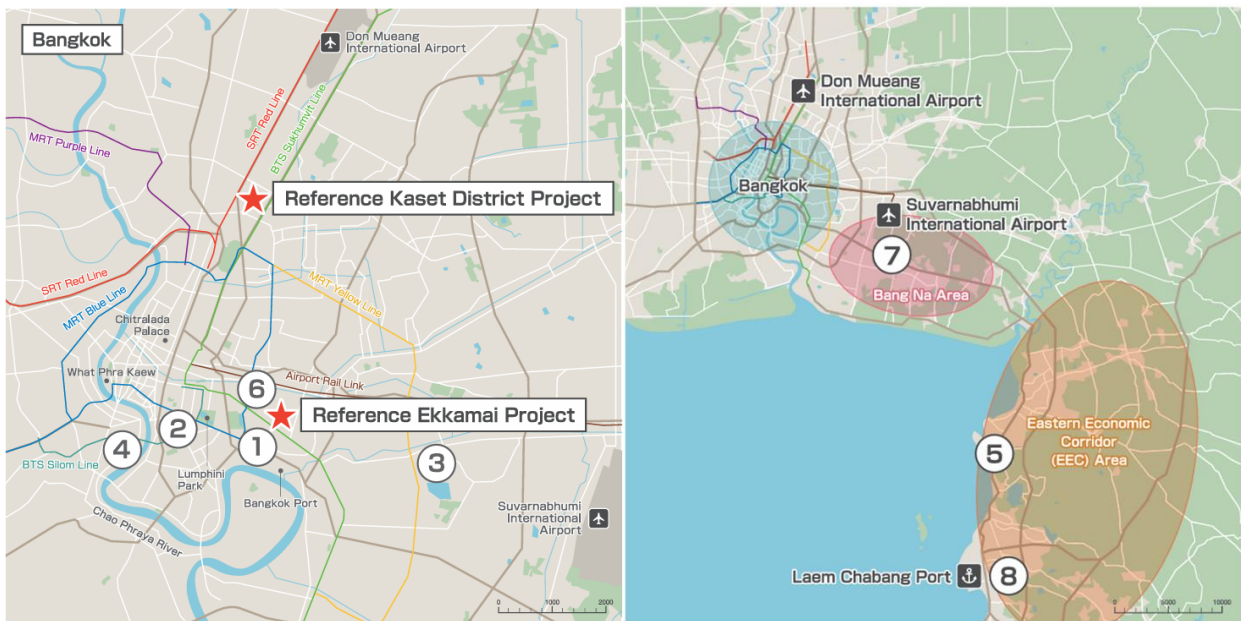 Bangkok
Don Mueang
International Airport
SRT Red Line
BTS Sukhumvit Line
MRT Purple Line
Reference Kaset District Project
SRT Red Line
MRT Blue Line
MRT Yellow Line
Chitralada
Palace
What Phra Kaew
Airport Rail Link
6
Reference Ekkamai Project
2
4
1
3
BTS Silom Line
Lumphini
Park
Bangkok Port
Chao Phraya River
Suvarnabhumi
International
Airport
0 1000 2000
Don Mueang
International Airport
Bangkok
Suvarnabhumi
International Airport
7
Bang Na Area
Eastern Economic
Corridor
(EEC) Area
5
Laem Chabang Port
8
0 5000 10000